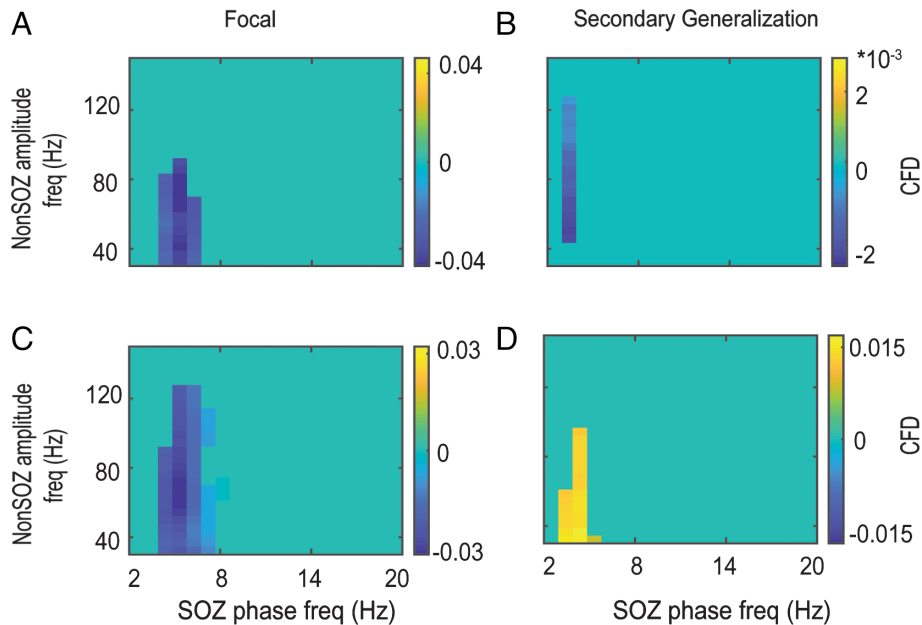 A
Focal
B
Secondary Generalization
NonSOZ amplitude
freq (Hz)
120
80
40
0.04
0
-0.04
*10⁻³
2
0
-2
CFD
C
D
NonSOZ amplitude
freq (Hz)
120
80
40
0.03
0
-0.03
0.015
0
-0.015
CFD
2
8
14
20
2
8
14
20
SOZ phase freq (Hz)
SOZ phase freq (Hz)